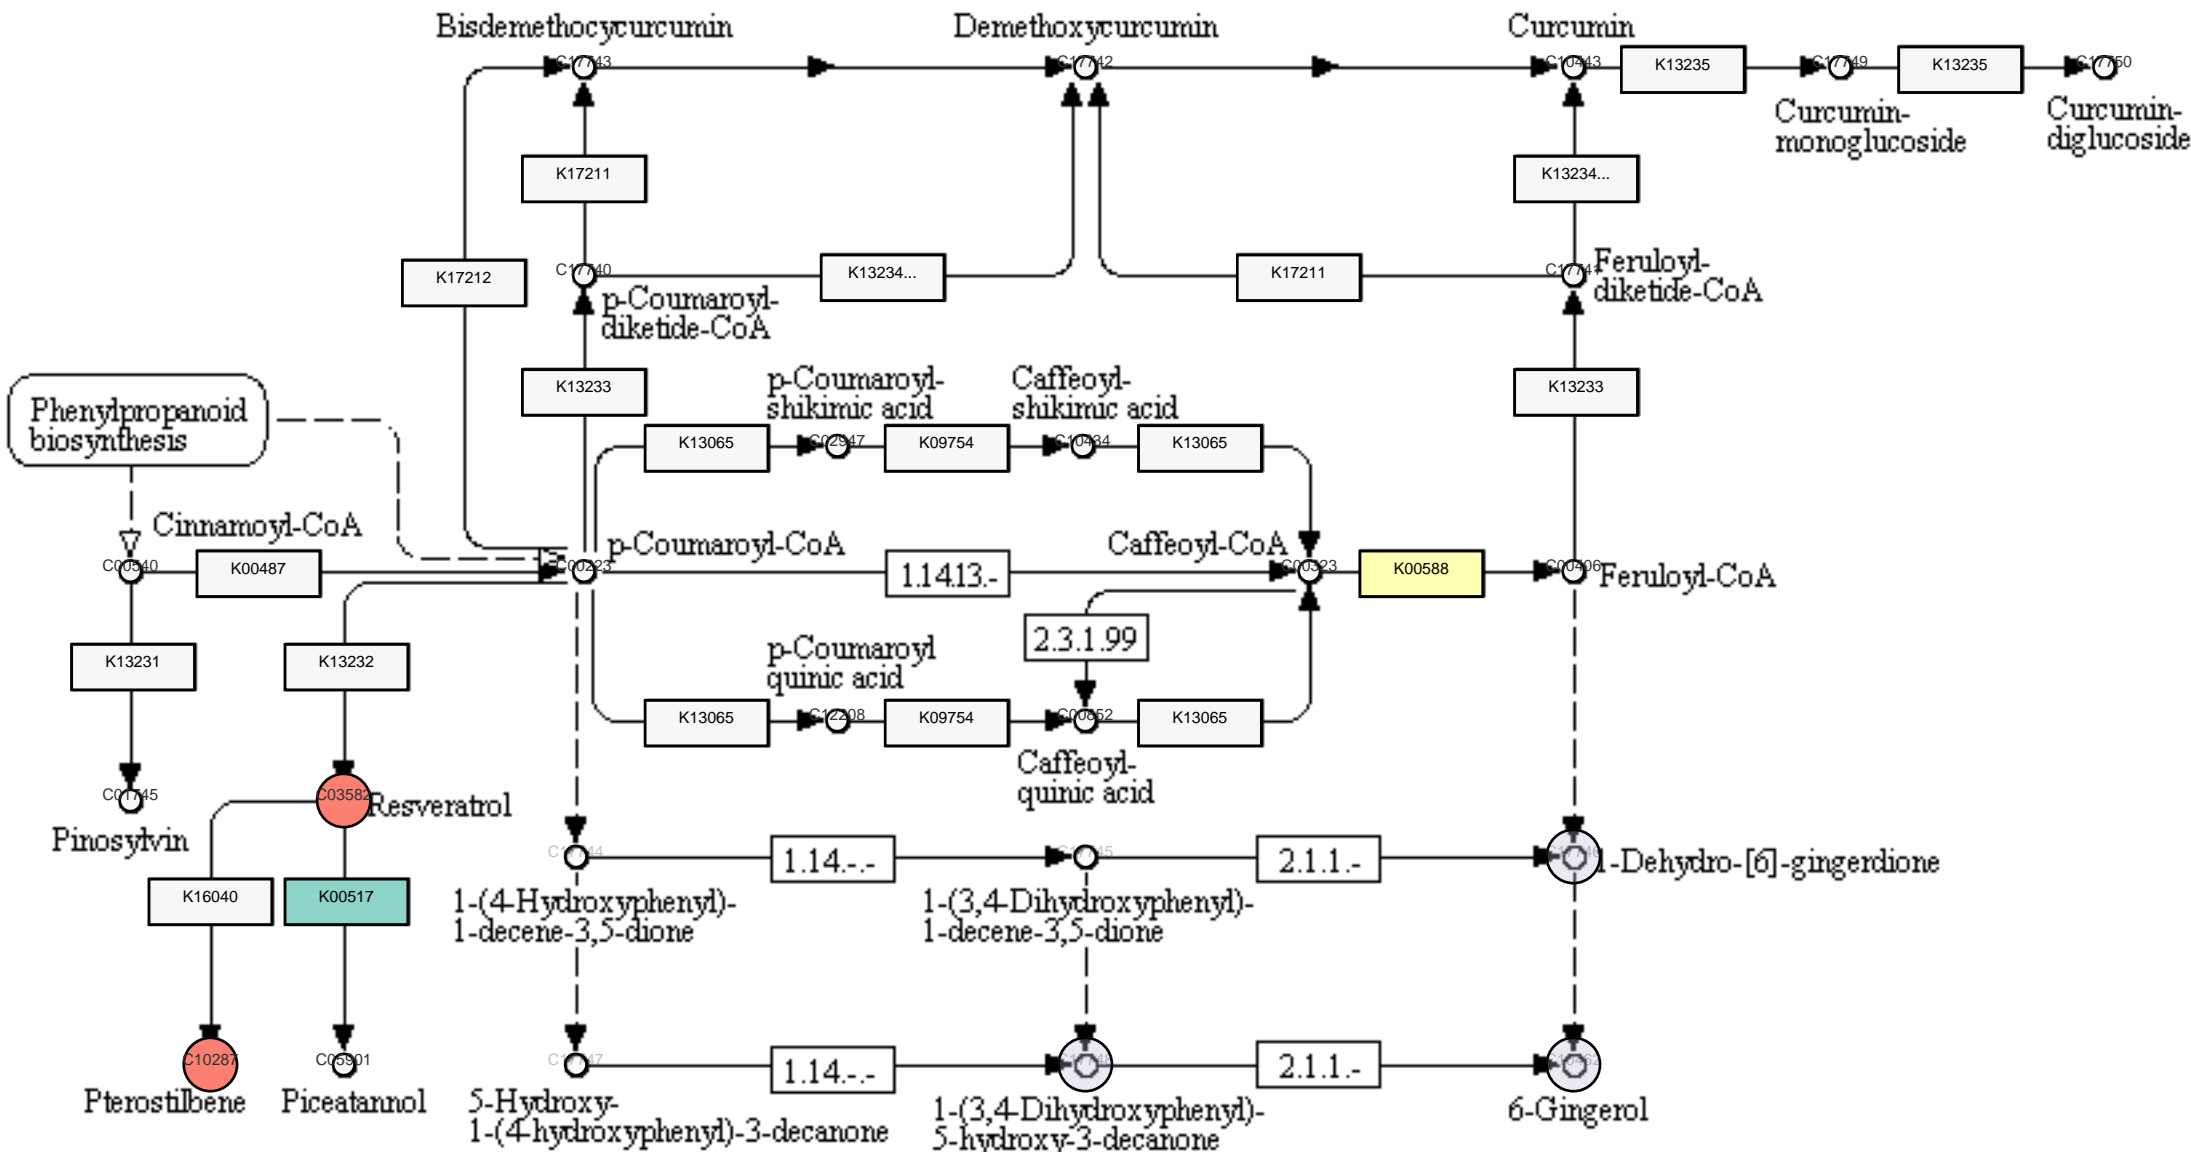 Bisdemethocycurcumin
Demethoxycurcumin
Curcumin
C17743
C17742
C10443
K13235
C17749
K13235
C17750
Curcumin-
monoglucoside
Curcumin-
diglucoside
K17211
K13234...
K17212
C17740
K13234...
K17211
C17741
Feruloyl-
diketide-CoA
p-Coumaroyl-
diketide-CoA
K13233
K13233
p-Coumaroyl-
shikimic acid
Caffeoyl-
shikimic acid
Phenylpropanoid
biosynthesis
K13065
C02947
K09754
C10434
K13065
Cinnamoyl-CoA
p-Coumaroyl-CoA
Caffeoyl-CoA
C00540
K00487
C00223
1.14.13.-
C00323
K00588
C00406
Feruloyl-CoA
2.3.1.99
K13231
K13232
p-Coumaroyl
quinic acid
K13065
C12208
K09754
C00852
K13065
Caffeoyl-
quinic acid
C01745
C03582
Resveratrol
Pinosylvin
C17744
1.14.-.-
C17745
2.1.1.-
1-Dehydro-[6]-gingerdione
K16040
K00517
1-(4-Hydroxyphenyl)-
1-decene-3,5-dione
1-(3,4-Dihydroxyphenyl)-
1-decene-3,5-dione
C10287
C05901
C17747
1.14.-.-
2.1.1.-
C10462
Pterostilbene
Piceatannol
5-Hydroxy-
1-(4-hydroxyphenyl)-3-decanone
1-(3,4-Dihydroxyphenyl)-
5-hydroxy-3-decanone
6-Gingerol